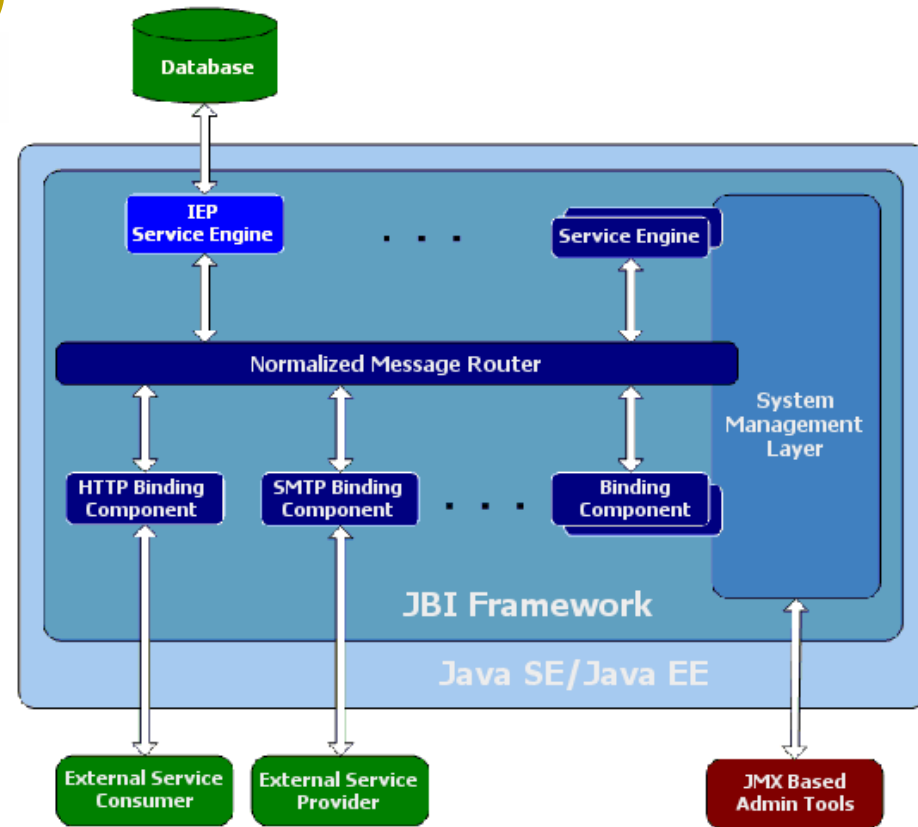 Database
IEP
Service Engine
. . .
Service Engine
Normalized Message Router
System
Management
Layer
HTTP Binding
Component
SMTP Binding
Component
. . .
Binding
Component
JBI Framework
Java SE/Java EE
External Service
Consumer
External Service
Provider
JMX Based
Admin Tools